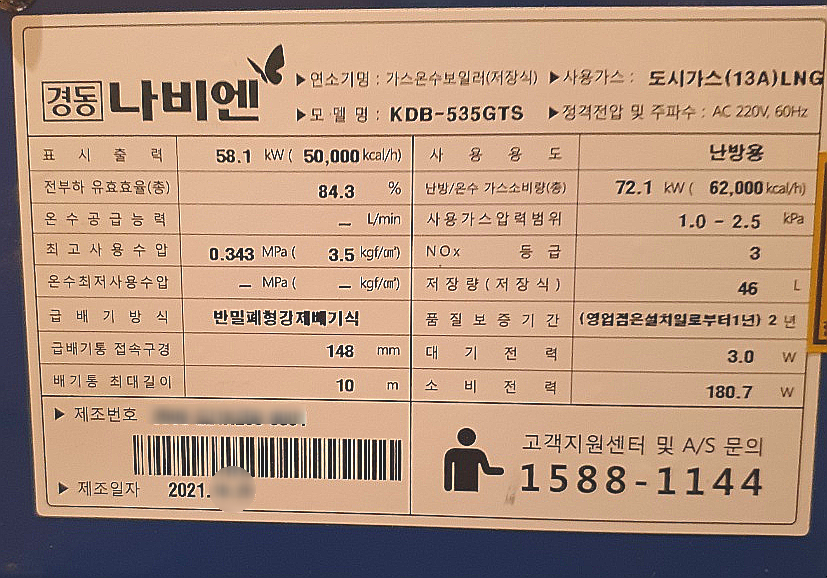 경동 나비엔
▶연소기명 : 가스온수보일러(저장식) ▶사용가스 : 도시가스(13A)LNG
▶모 델 명 : KDB-535GTS ▶정격전압 및 주파수 : AC 220V, 60Hz
표 시 출 력 58.1 kW ( 50,000 kcal/h) 사 용 용 도 난방용
전부하 유효효율(총) 84.3 % 난방/온수 가스소비량(총) 72.1 kW ( 62,000 kcal/h)
온 수 공 급 능 력 – L/min 사용가스압력범위 1.0 - 2.5 kPa
최 고 사 용 수 압 0.343 MPa ( 3.5 kgf/㎠) NOx 등 급 3
온수최저사용수압 – MPa ( – kgf/㎠) 저 장 량 ( 저 장 식 ) 46 L
급 배 기 방 식 반밀폐형강제배기식 품 질 보 증 기 간 (영업겸은설치일로부터1년) 2 년
급배기통 접속구경 148 mm 대 기 전 력 3.0 W
배기통 최대길이 10 m 소 비 전 력 180.7 W
▶ 제조번호
▶ 제조일자 2021.
고객지원센터 및 A/S 문의
1588-1144